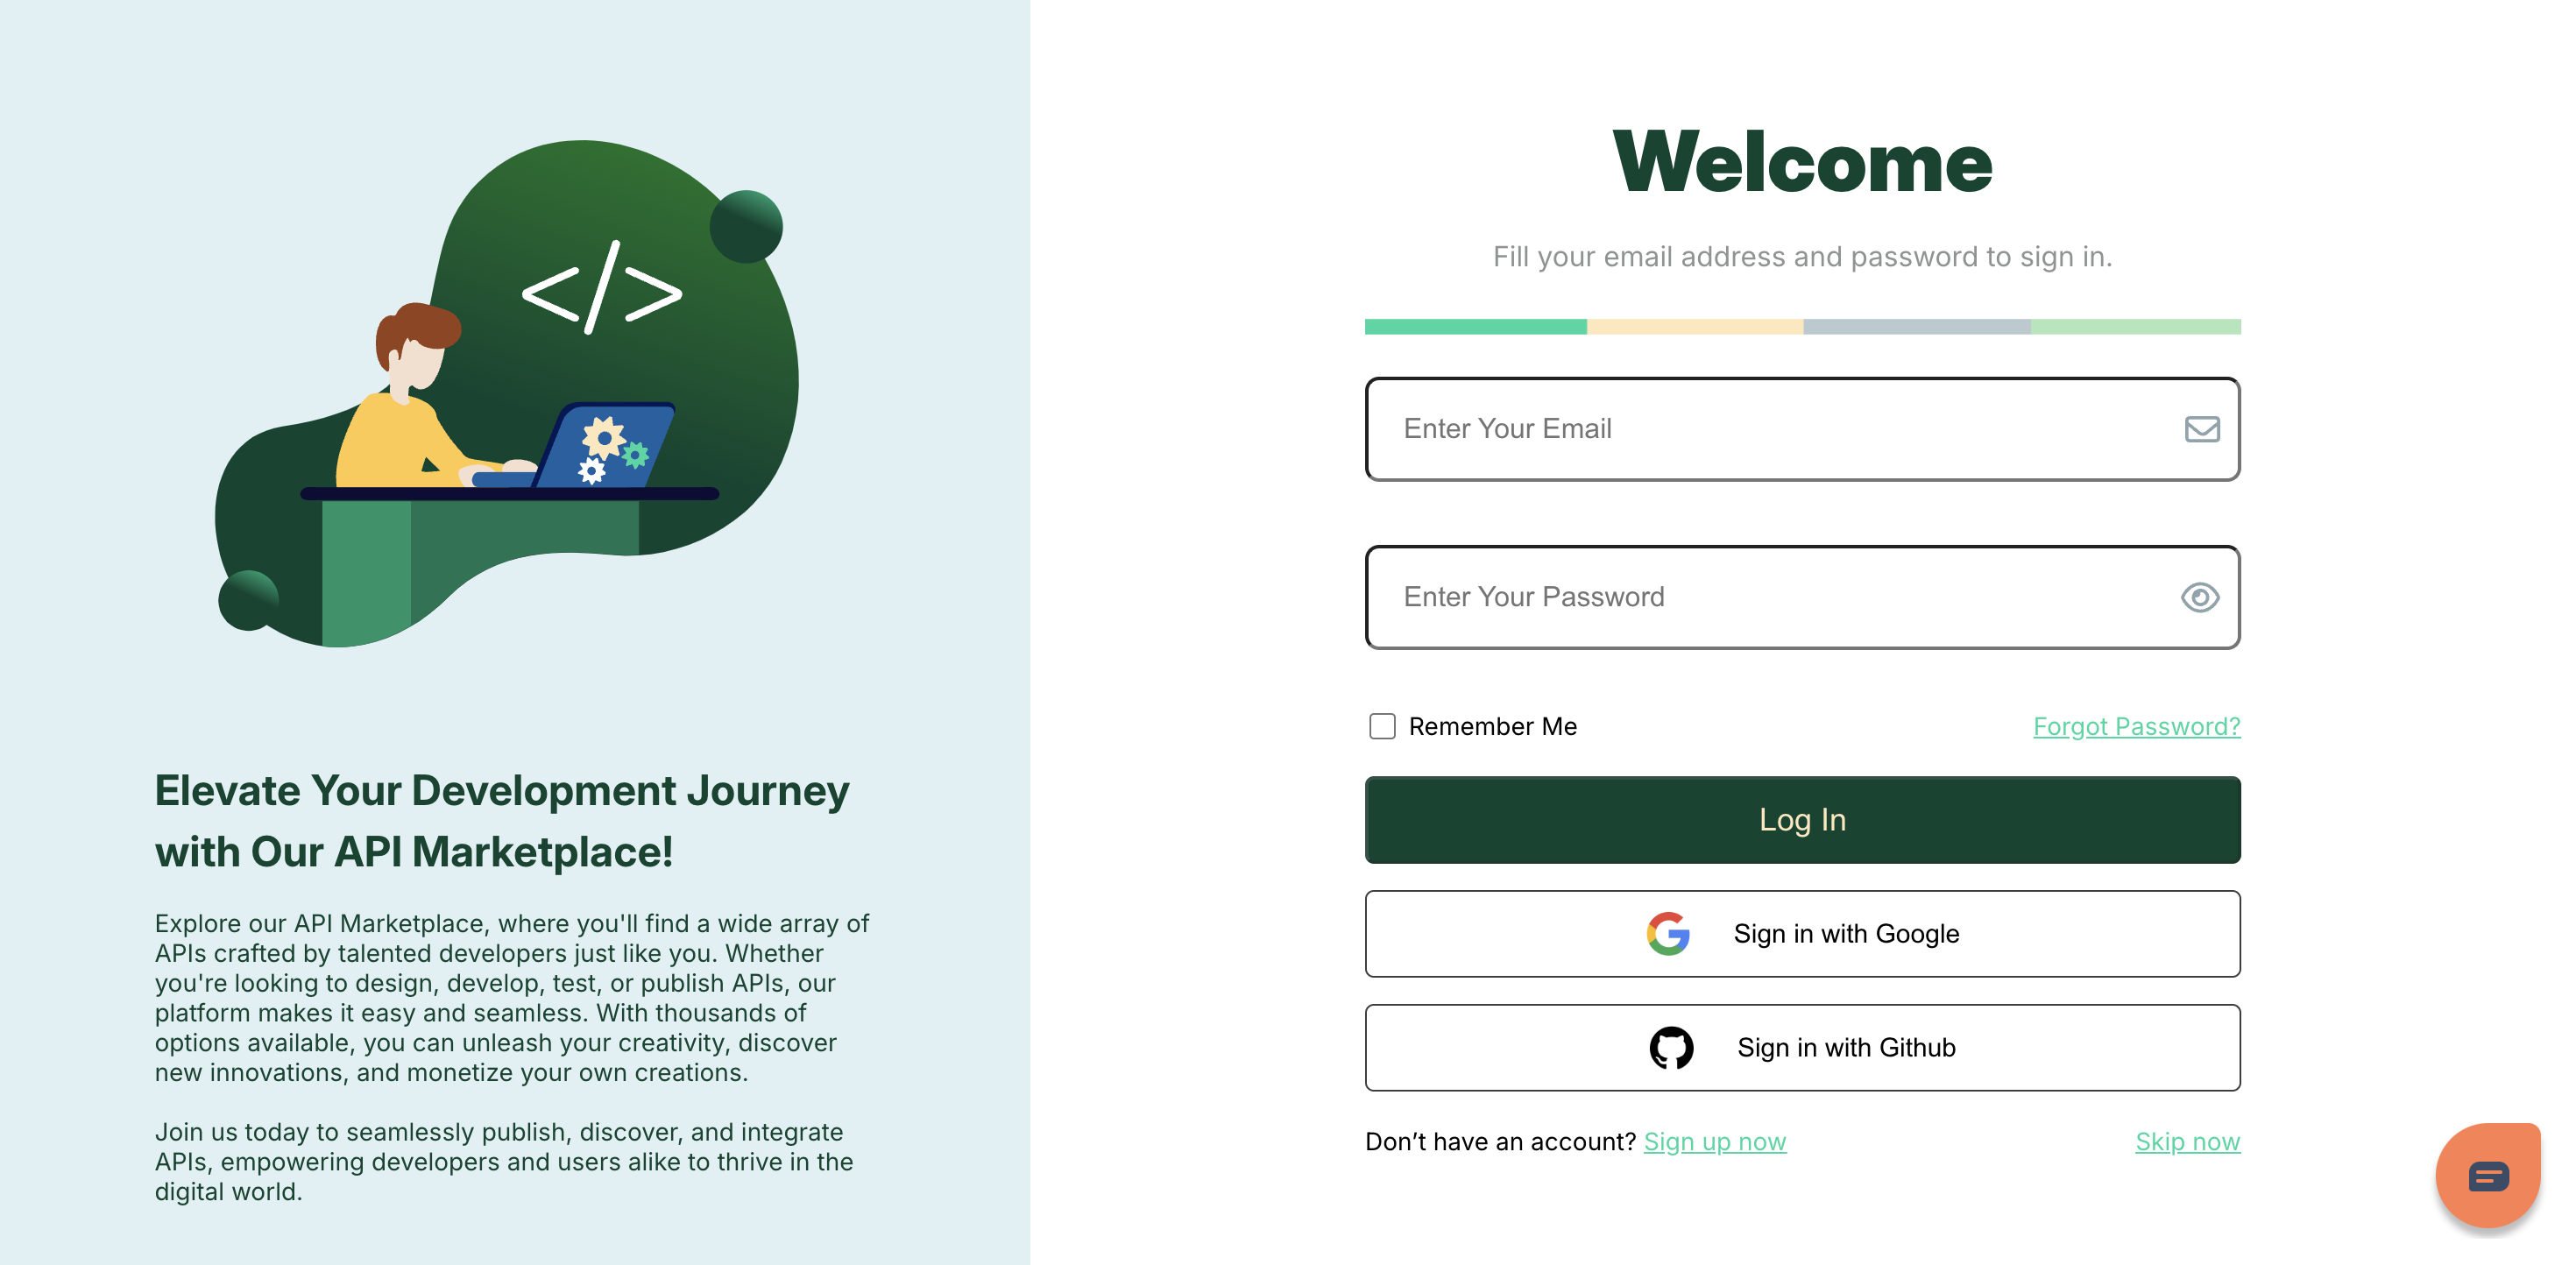 </>
Elevate Your Development Journey
with Our API Marketplace!
Explore our API Marketplace, where you'll find a wide array of
APIs crafted by talented developers just like you. Whether
you're looking to design, develop, test, or publish APIs, our
platform makes it easy and seamless. With thousands of
options available, you can unleash your creativity, discover
new innovations, and monetize your own creations.
Join us today to seamlessly publish, discover, and integrate
APIs, empowering developers and users alike to thrive in the
digital world.
Welcome
Fill your email address and password to sign in.
Enter Your Email
Enter Your Password
Remember Me
Forgot Password?
Log In
Sign in with Google
Sign in with Github
Don’t have an account? Sign up now
Skip now